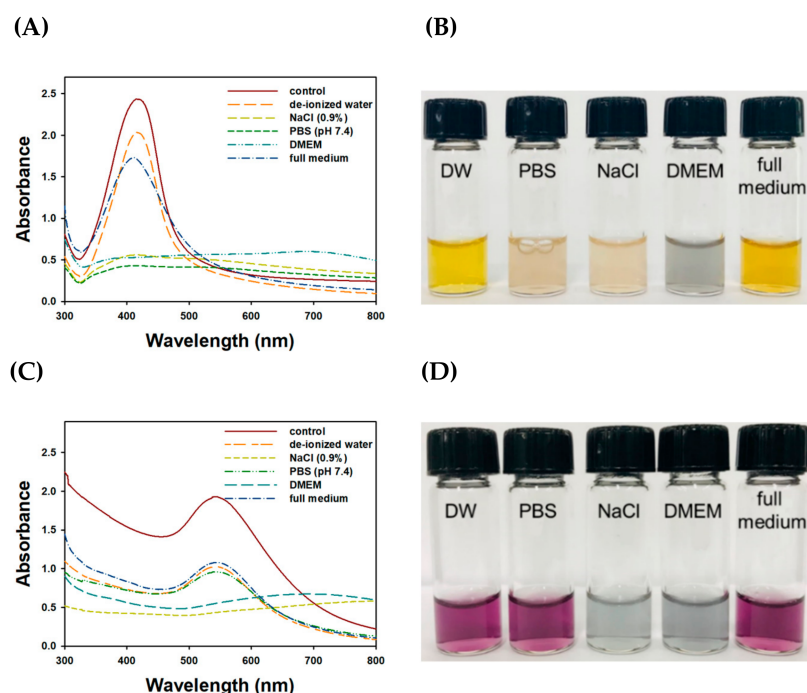 (A)
(B)
Absorbance
2.5
2.0
1.5
1.0
0.5
0.0
control
de-ionized water
NaCl (0.9%)
PBS (pH 7.4)
DMEM
full medium
300 400 500 600 700 800
Wavelength (nm)
DW
PBS
NaCl
DMEM
full
medium
(C)
(D)
Absorbance
2.5
2.0
1.5
1.0
0.5
0.0
control
de-ionized water
NaCl (0.9%)
PBS (pH 7.4)
DMEM
full medium
300 400 500 600 700 800
Wavelength (nm)
DW
PBS
NaCl
DMEM
full
medium